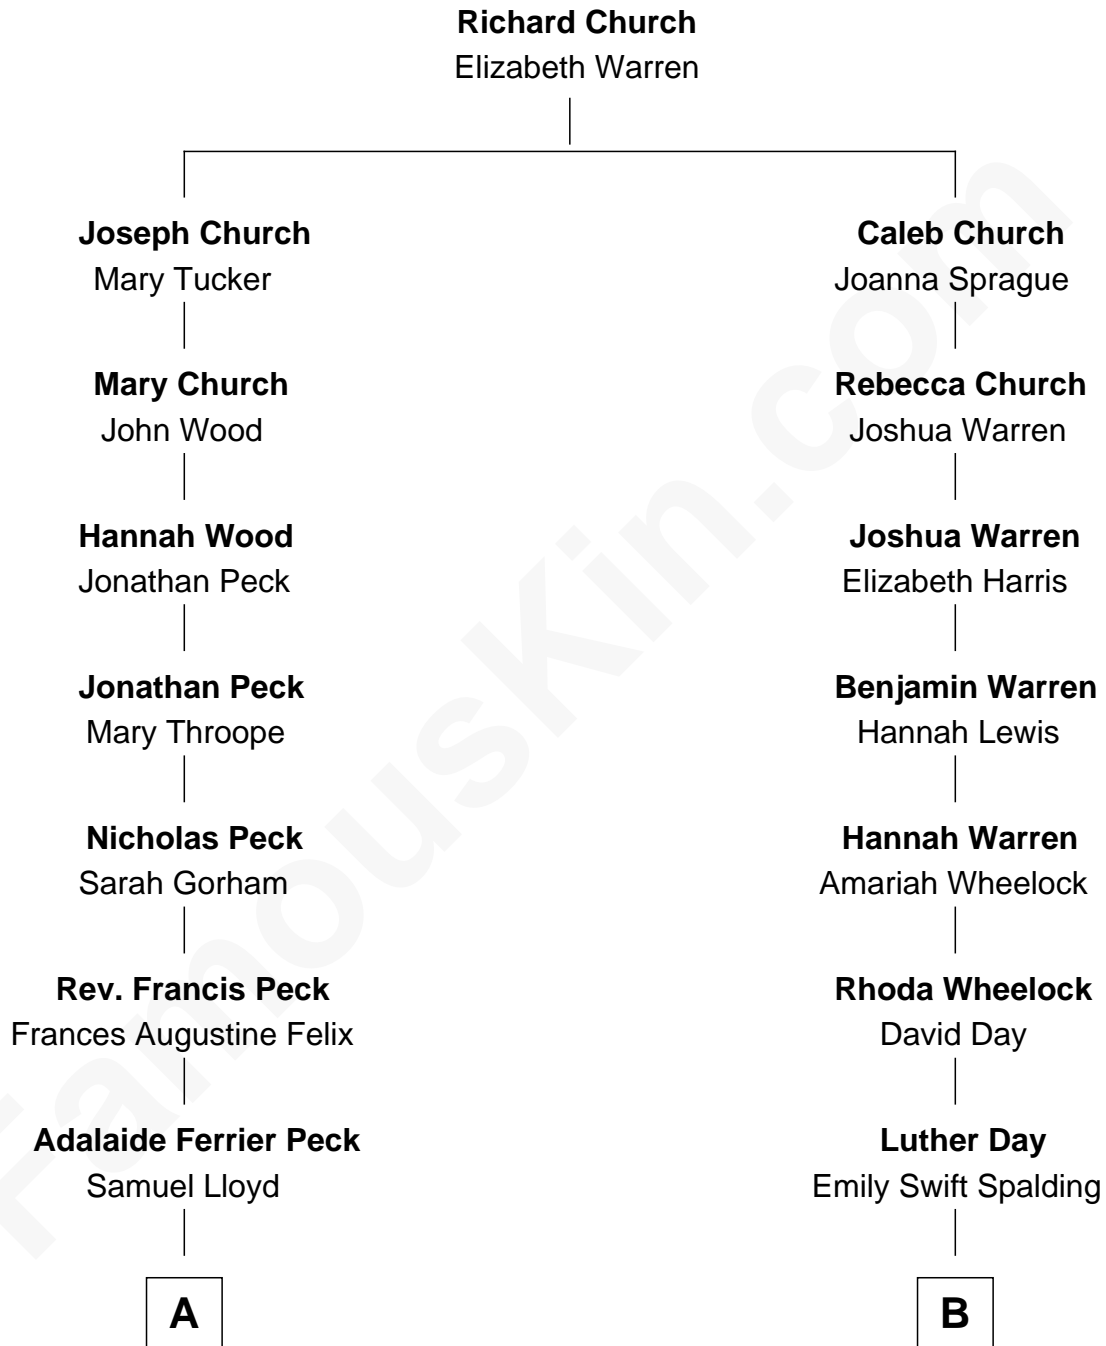 Richard Church
Elizabeth Warren
Joseph Church
Mary Tucker
Mary Church
John Wood
Hannah Wood
Jonathan Peck
Jonathan Peck
Mary Throope
Nicholas Peck
Sarah Gorham
Rev. Francis Peck
Frances Augustine Felix
Adalaide Ferrier Peck
Samuel Lloyd
A
Caleb Church
Joanna Sprague
Rebecca Church
Joshua Warren
Joshua Warren
Elizabeth Harris
Benjamin Warren
Hannah Lewis
Hannah Warren
Amariah Wheelock
Rhoda Wheelock
David Day
Luther Day
Emily Swift Spalding
B
FamousKin.com